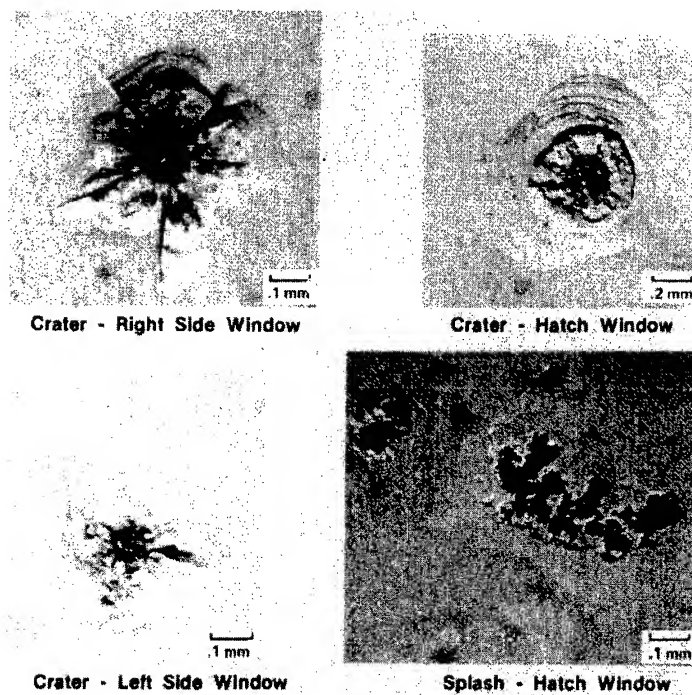 .1 mm
Crater - Right Side Window
.2 mm
Crater - Hatch Window
.1 mm
Crater - Left Side Window
.1 mm
Splash - Hatch Window